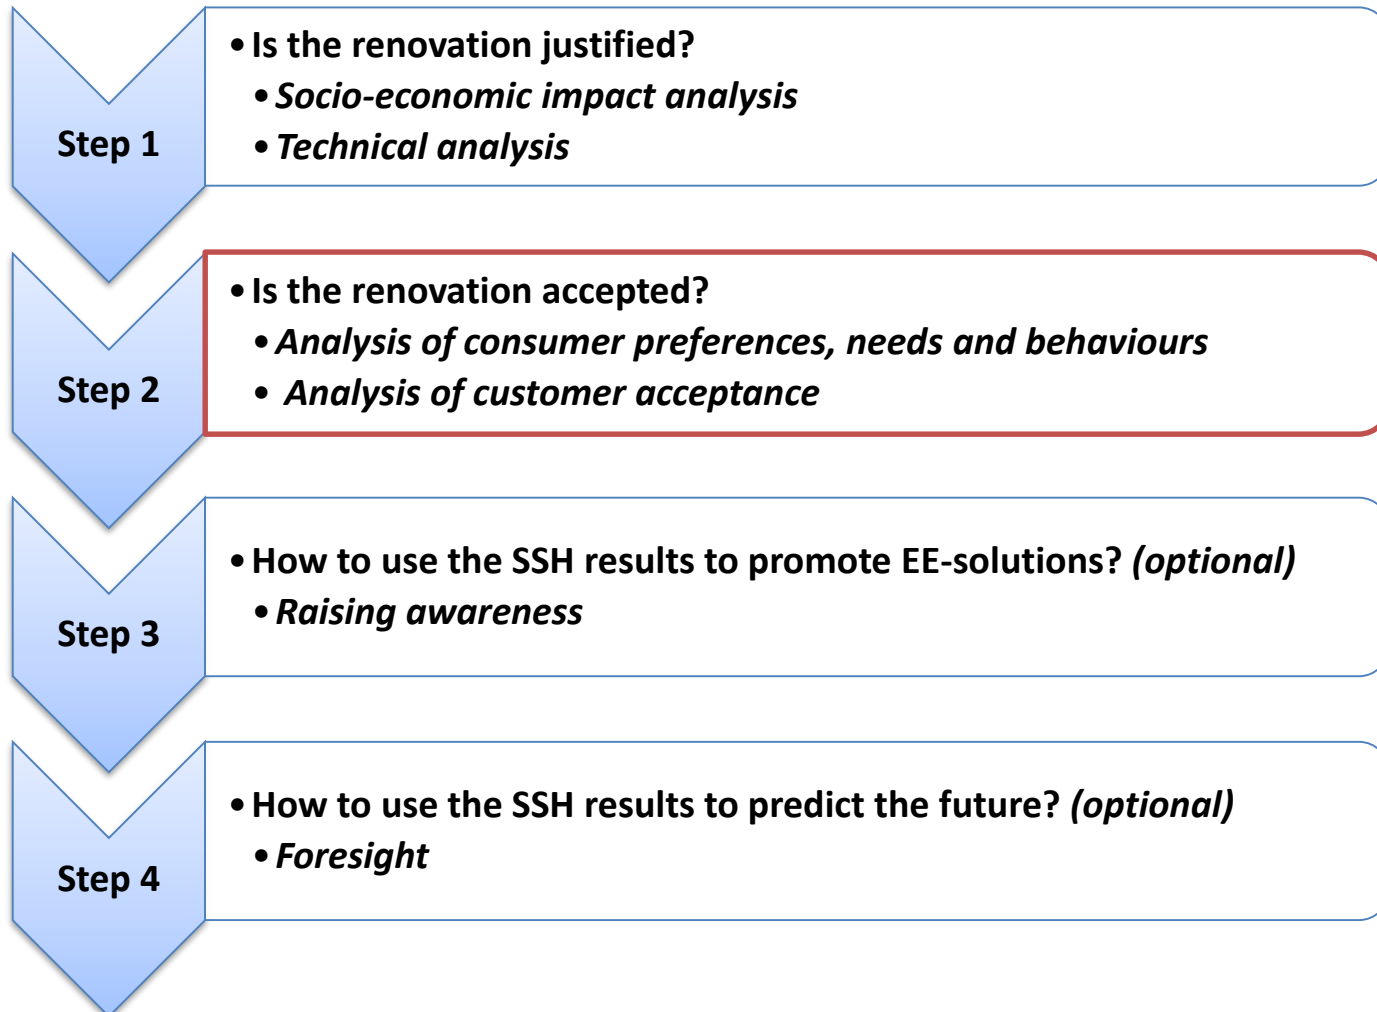 Step 1
• Is the renovation justified?
• Socio-economic impact analysis
• Technical analysis
Step 2
• Is the renovation accepted?
• Analysis of consumer preferences, needs and behaviours
• Analysis of customer acceptance
Step 3
• How to use the SSH results to promote EE-solutions? (optional)
• Raising awareness
Step 4
• How to use the SSH results to predict the future? (optional)
• Foresight